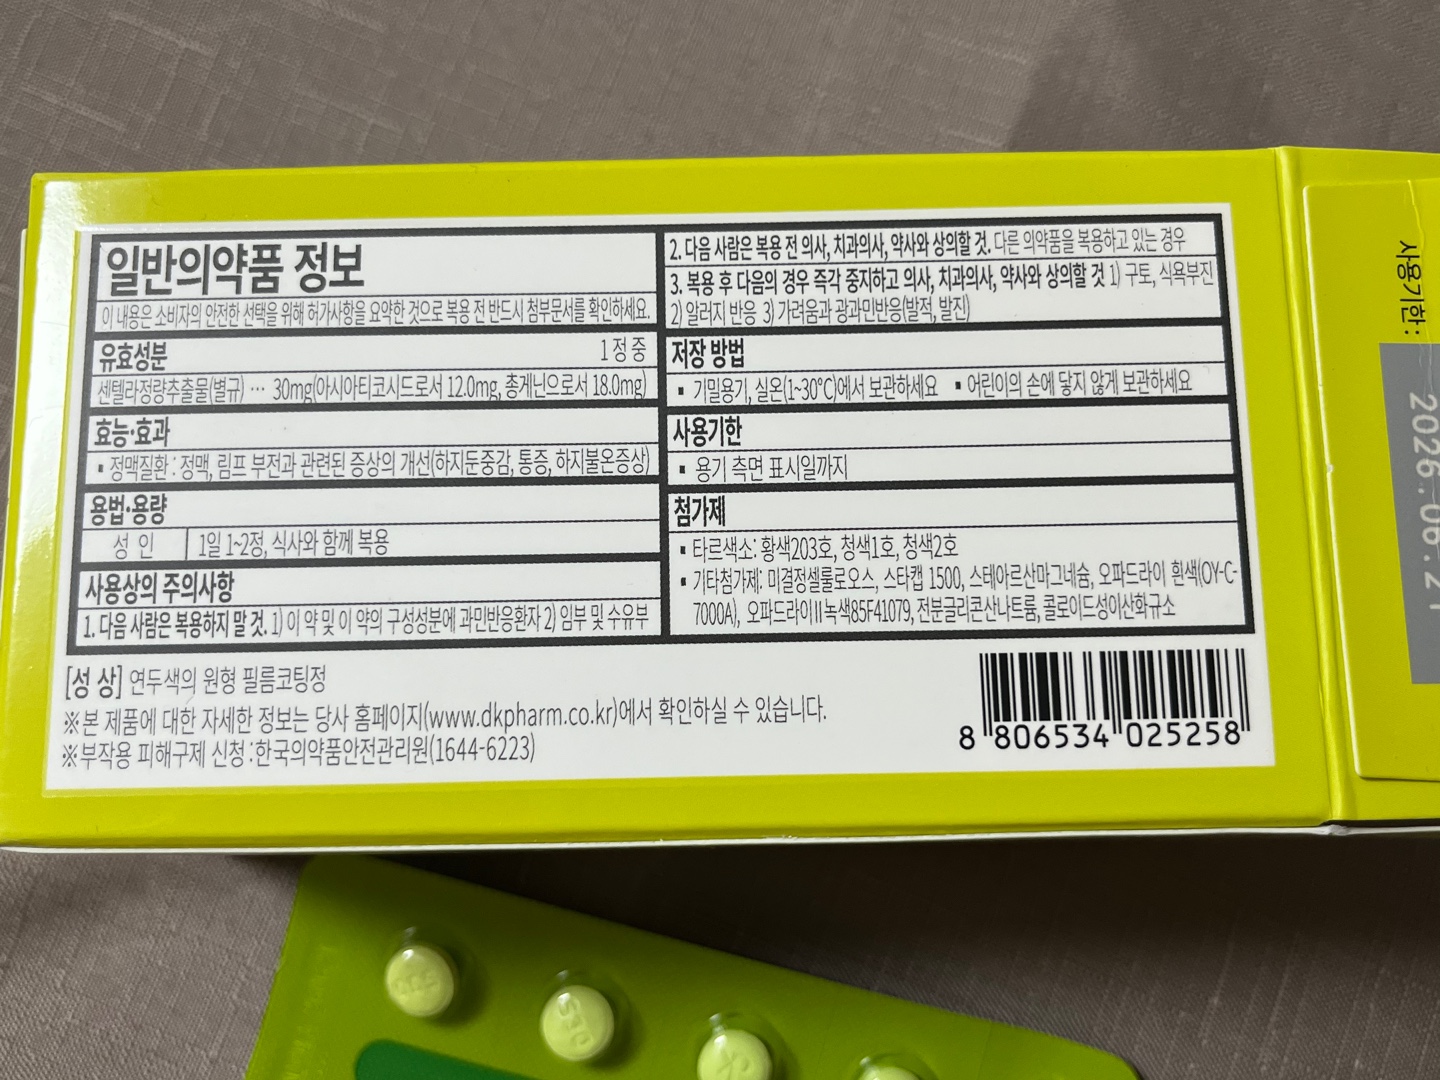 일반의약품 정보
이 내용은 소비자의 안전한 선택을 위해 허가사항을 요약한 것으로 복용 전 반드시 첨부문서를 확인하세요.
유효성분 1정 중
센텔라정량추출물(별규) ··· 30mg(아시아티코시드로서 12.0mg, 총게닌으로서 18.0mg)
효능·효과
▪ 정맥질환 : 정맥, 림프 부전과 관련된 증상의 개선(하지둔중감, 통증, 하지불온증상)
용법·용량
성 인 1일 1~2정, 식사와 함께 복용
사용상의 주의사항
1. 다음 사람은 복용하지 말 것. 1) 이 약 및 이 약의 구성성분에 과민반응환자 2) 임부 및 수유부
2. 다음 사람은 복용 전 의사, 치과의사, 약사와 상의할 것. 다른 의약품을 복용하고 있는 경우
3. 복용 후 다음의 경우 즉각 중지하고 의사, 치과의사, 약사와 상의할 것 1) 구토, 식욕부진
2) 알러지 반응 3) 가려움과 광과민반응(발적, 발진)
저장 방법
▪ 기밀용기, 실온(1~30℃)에서 보관하세요 ▪ 어린이의 손에 닿지 않게 보관하세요
사용기한
▪ 용기 측면 표시일까지
첨가제
▪ 타르색소: 황색203호, 청색1호, 청색2호
▪ 기타첨가제: 미결정셀룰로오스, 스타캡 1500, 스테아르산마그네슘, 오파드라이 흰색(OY-C-
7000A), 오파드라이Ⅱ녹색85F41079, 전분글리콘산나트륨, 콜로이드성이산화규소
[성 상] 연두색의 원형 필름코팅정
※본 제품에 대한 자세한 정보는 당사 홈페이지(www.dkpharm.co.kr)에서 확인하실 수 있습니다.
※부작용 피해구제 신청 :한국의약품안전관리원(1644-6223)
8 806534 025258
사용기한:
2026. 06. 21